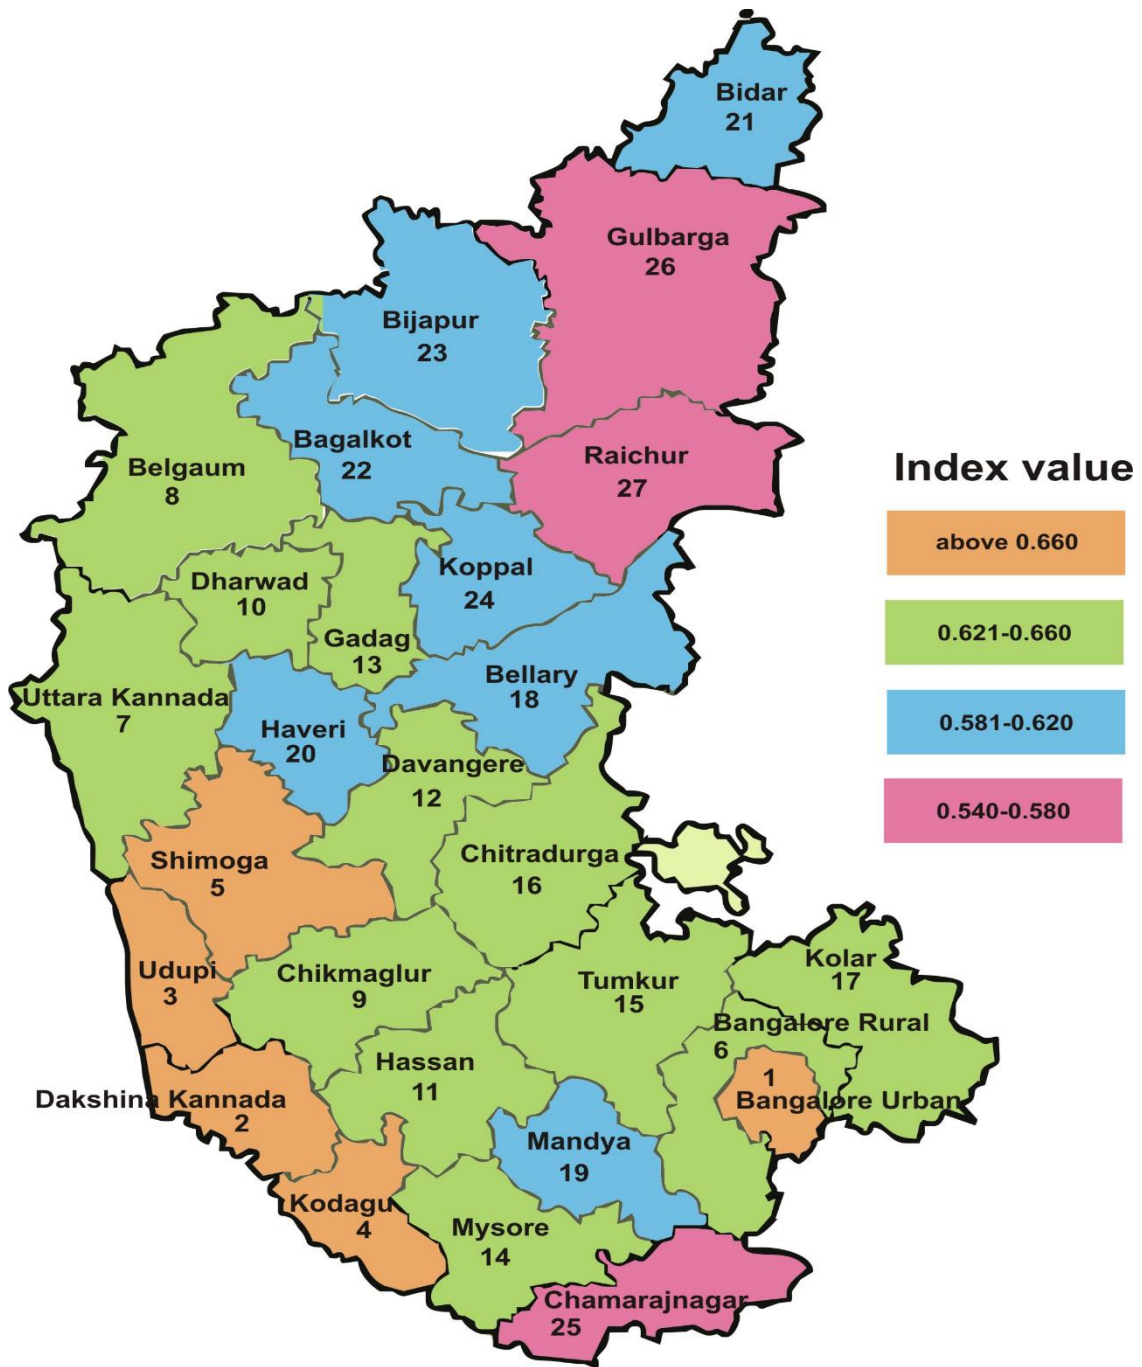 Bidar
21
Gulbarga
26
Bijapur
23
Bagalkot
22
Raichur
27
Belgaum
8
Index value
above 0.660
0.621-0.660
0.581-0.620
0.540-0.580
Koppal
24
Dharwad
10
Gadag
13
Bellary
18
Uttara Kannada
7
Haveri
20
Davangere
12
Shimoga
5
Chitradurga
16
Udupi
3
Chikmaglur
9
Tumkur
15
Kolar
17
Bangalore Rural
6
Hassan
11
1
Bangalore Urban
Dakshina Kannada
2
Mandya
19
Kodagu
4
Mysore
14
Chamarajnagar
25